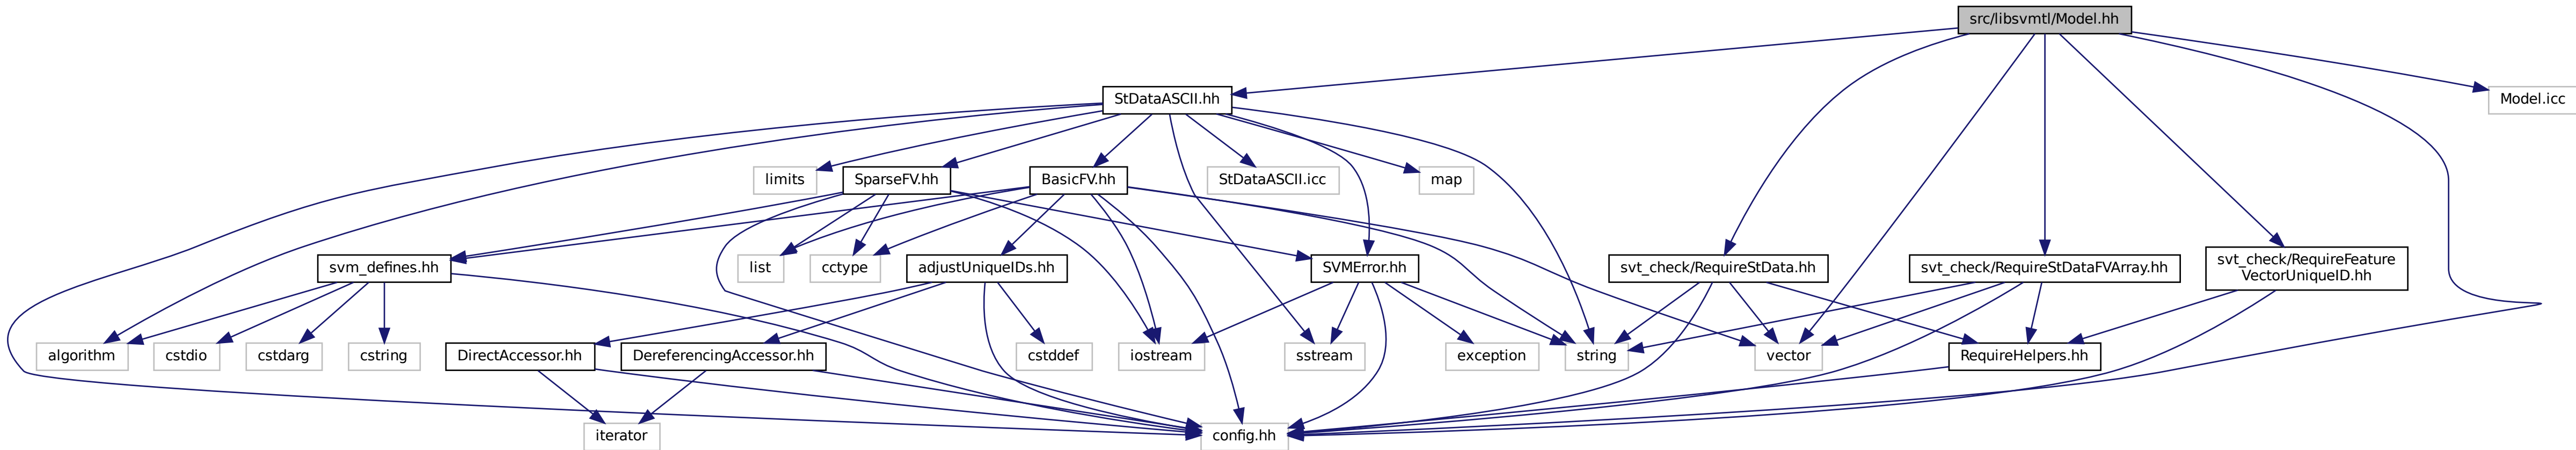 src/libsvmtl/Model.hh
StDataASCII.hh
Model.icc
limits
SparseFV.hh
BasicFV.hh
StDataASCII.icc
map
svm_defines.hh
list
cctype
adjustUniqueIDs.hh
SVMError.hh
svt_check/RequireStData.hh
svt_check/RequireStDataFVArray.hh
svt_check/RequireFeature
VectorUniqueID.hh
algorithm
cstdio
cstdarg
cstring
DirectAccessor.hh
DereferencingAccessor.hh
cstddef
iostream
sstream
exception
string
vector
RequireHelpers.hh
iterator
config.hh